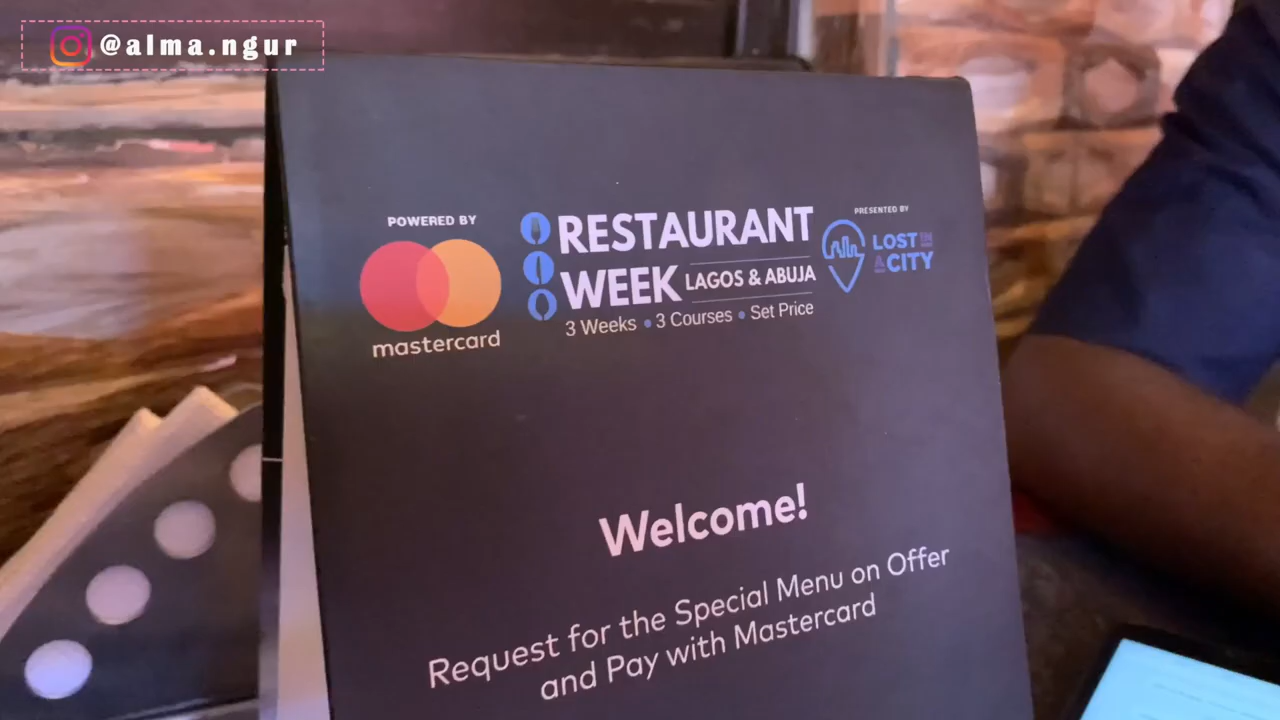 @alma.ngur
POWERED BY
mastercard
RESTAURANT
WEEK LAGOS & ABUJA
3 Weeks • 3 Courses • Set Price
PRESENTED BY
LOST
A CITY
Welcome!
Request for the Special Menu on Offer
and Pay with Mastercard